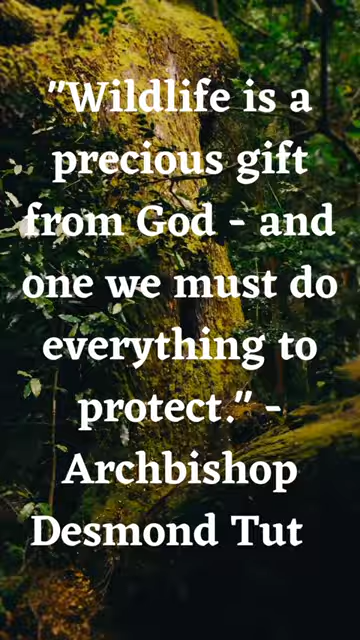 "Wildlife is a
precious gift
from God - and
one we must do
everything to
protect." -
Archbishop
Desmond Tut